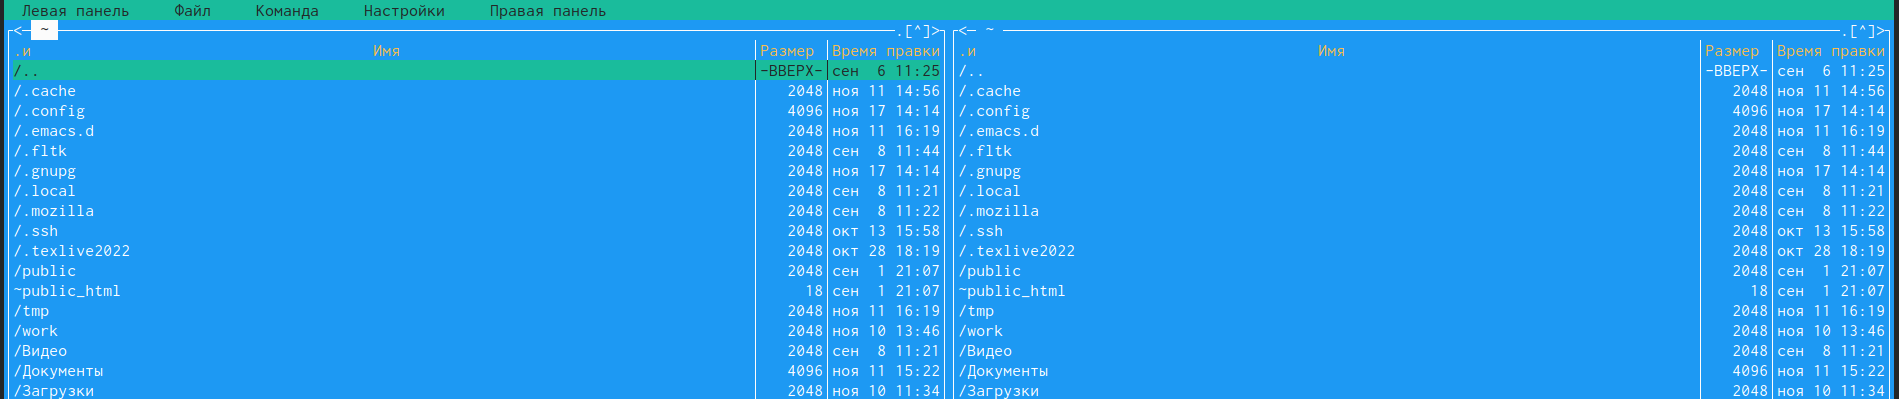 Левая панель Файл Команда Настройки Правая панель
<─ ~ .[^]> <─ ~ .[^]>
.и Имя Размер Время правки .и Имя Размер Время правки
/.. -ВВЕРХ- сен 6 11:25 /.. -ВВЕРХ- сен 6 11:25
/.cache 2048 ноя 11 14:56 /.cache 2048 ноя 11 14:56
/.config 4096 ноя 17 14:14 /.config 4096 ноя 17 14:14
/.emacs.d 2048 ноя 11 16:19 /.emacs.d 2048 ноя 11 16:19
/.fltk 2048 сен 8 11:44 /.fltk 2048 сен 8 11:44
/.gnupg 2048 ноя 17 14:14 /.gnupg 2048 ноя 17 14:14
/.local 2048 сен 8 11:21 /.local 2048 сен 8 11:21
/.mozilla 2048 сен 8 11:22 /.mozilla 2048 сен 8 11:22
/.ssh 2048 окт 13 15:58 /.ssh 2048 окт 13 15:58
/.texlive2022 2048 окт 28 18:19 /.texlive2022 2048 окт 28 18:19
/public 2048 сен 1 21:07 /public 2048 сен 1 21:07
~public_html 18 сен 1 21:07 ~public_html 18 сен 1 21:07
/tmp 2048 ноя 11 16:19 /tmp 2048 ноя 11 16:19
/work 2048 ноя 10 13:46 /work 2048 ноя 10 13:46
/Видео 2048 сен 8 11:21 /Видео 2048 сен 8 11:21
/Документы 4096 ноя 11 15:22 /Документы 4096 ноя 11 15:22
/Загрузки 2048 ноя 10 11:34 /Загрузки 2048 ноя 10 11:34